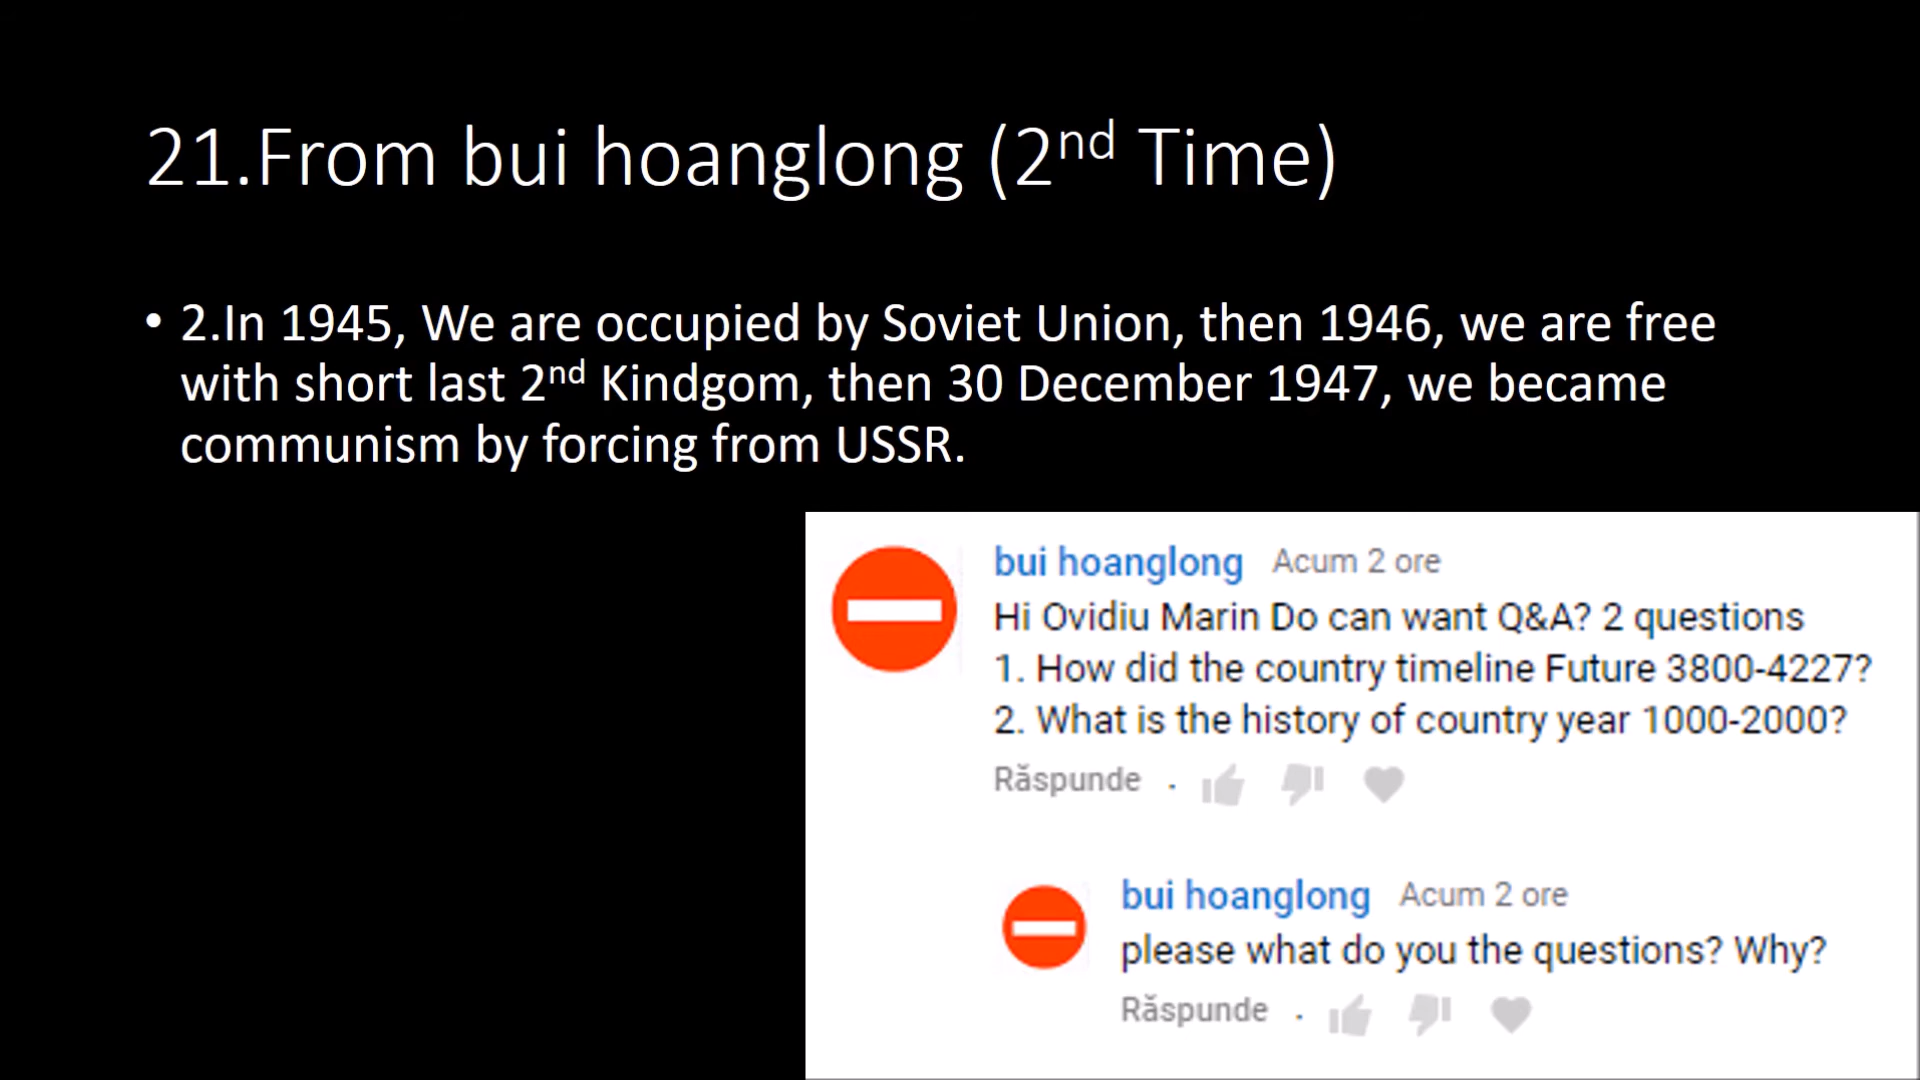 21.From bui hoanglong (2nd Time)
• 2.In 1945, We are occupied by Soviet Union, then 1946, we are free
with short last 2nd Kindgom, then 30 December 1947, we became
communism by forcing from USSR.
bui hoanglong Acum 2 ore
Hi Ovidiu Marin Do can want Q&A? 2 questions
1. How did the country timeline Future 3800-4227?
2. What is the history of country year 1000-2000?
Răspunde ·
bui hoanglong Acum 2 ore
please what do you the questions? Why?
Răspunde ·